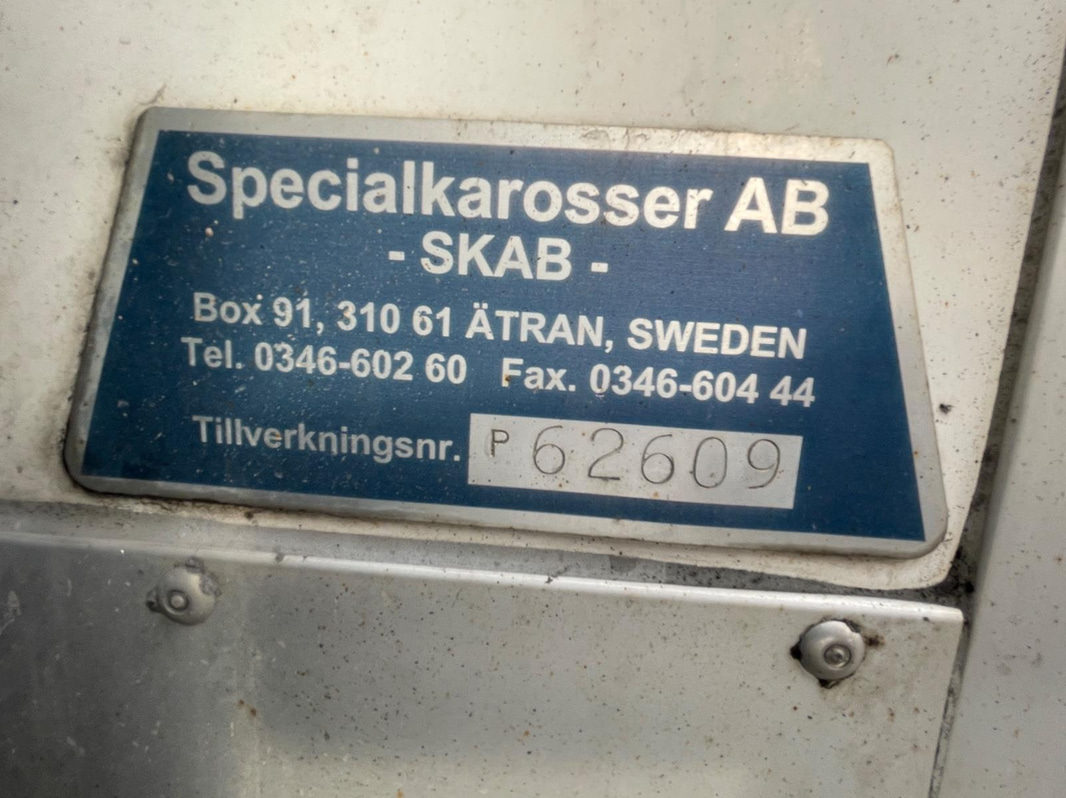 Specialkarosser AB
- SKAB -
Box 91, 310 61 ÄTRAN, SWEDEN
Tel. 0346-602 60 Fax. 0346-604 44
Tillverkningsnr. P 62609